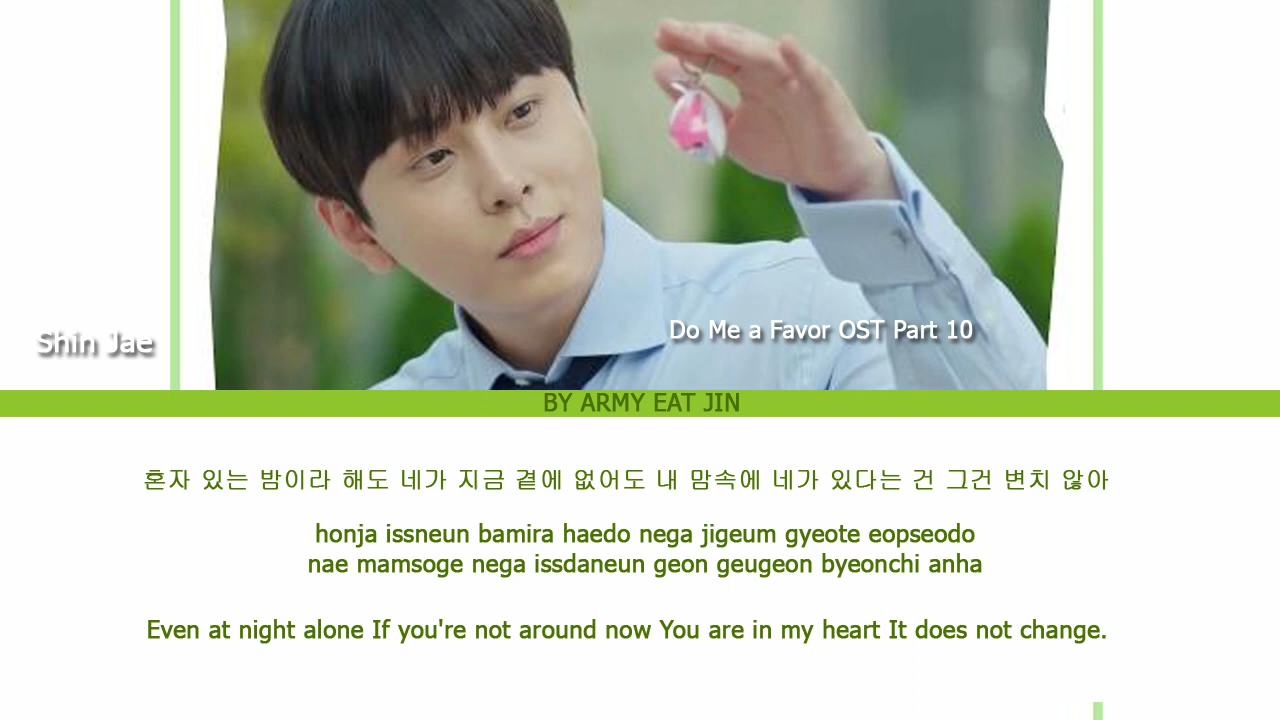 Shin Jae
Do Me a Favor OST Part 10
BY ARMY EAT JIN
혼자 있는 밤이라 해도 네가 지금 곁에 없어도 내 맘속에 네가 있다는 건 그건 변치 않아
honja issneun bamira haedo nega jigeum gyeote eopseodo
nae mamsoge nega issdaneun geon geugeon byeonchi anha
Even at night alone If you're not around now You are in my heart It does not change.